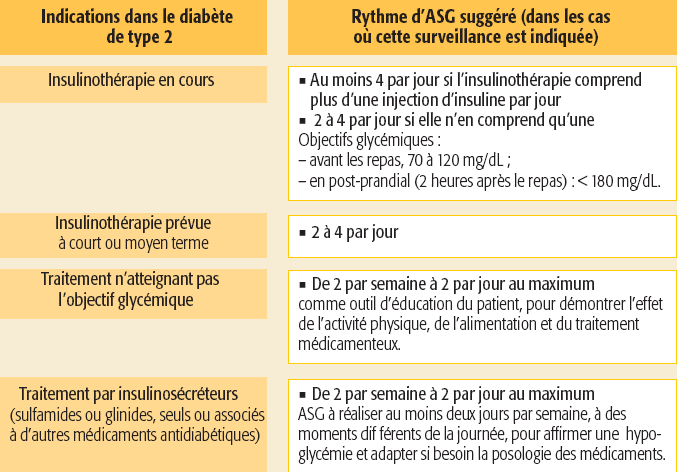 Indications dans le diabète
de type 2
Rythme d’ASG suggéré (dans les cas
où cette surveillance est indiquée)
Insulinothérapie en cours
▪ Au moins 4 par jour si l’insulinothérapie comprend
plus d’une injection d’insuline par jour
▪ 2 à 4 par jour si elle n’en comprend qu’une
Objectifs glycémiques :
– avant les repas, 70 à 120 mg/dL ;
– en post-prandial (2 heures après le repas) : < 180 mg/dL.
Insulinothérapie prévue
à court ou moyen terme
▪ 2 à 4 par jour
Traitement n’atteignant pas
l’objectif glycémique
▪ De 2 par semaine à 2 par jour au maximum
comme outil d’éducation du patient, pour démontrer l’effet
de l’activité physique, de l’alimentation et du traitement
médicamenteux.
Traitement par insulinosécréteurs
(sulfamides ou glinides, seuls ou associés
à d’autres médicaments antidiabétiques)
▪ De 2 par semaine à 2 par jour au maximum
ASG à réaliser au moins deux jours par semaine, à des
moments dif férents de la journée, pour affirmer une hypo-
glycémie et adapter si besoin la posologie des médicaments.